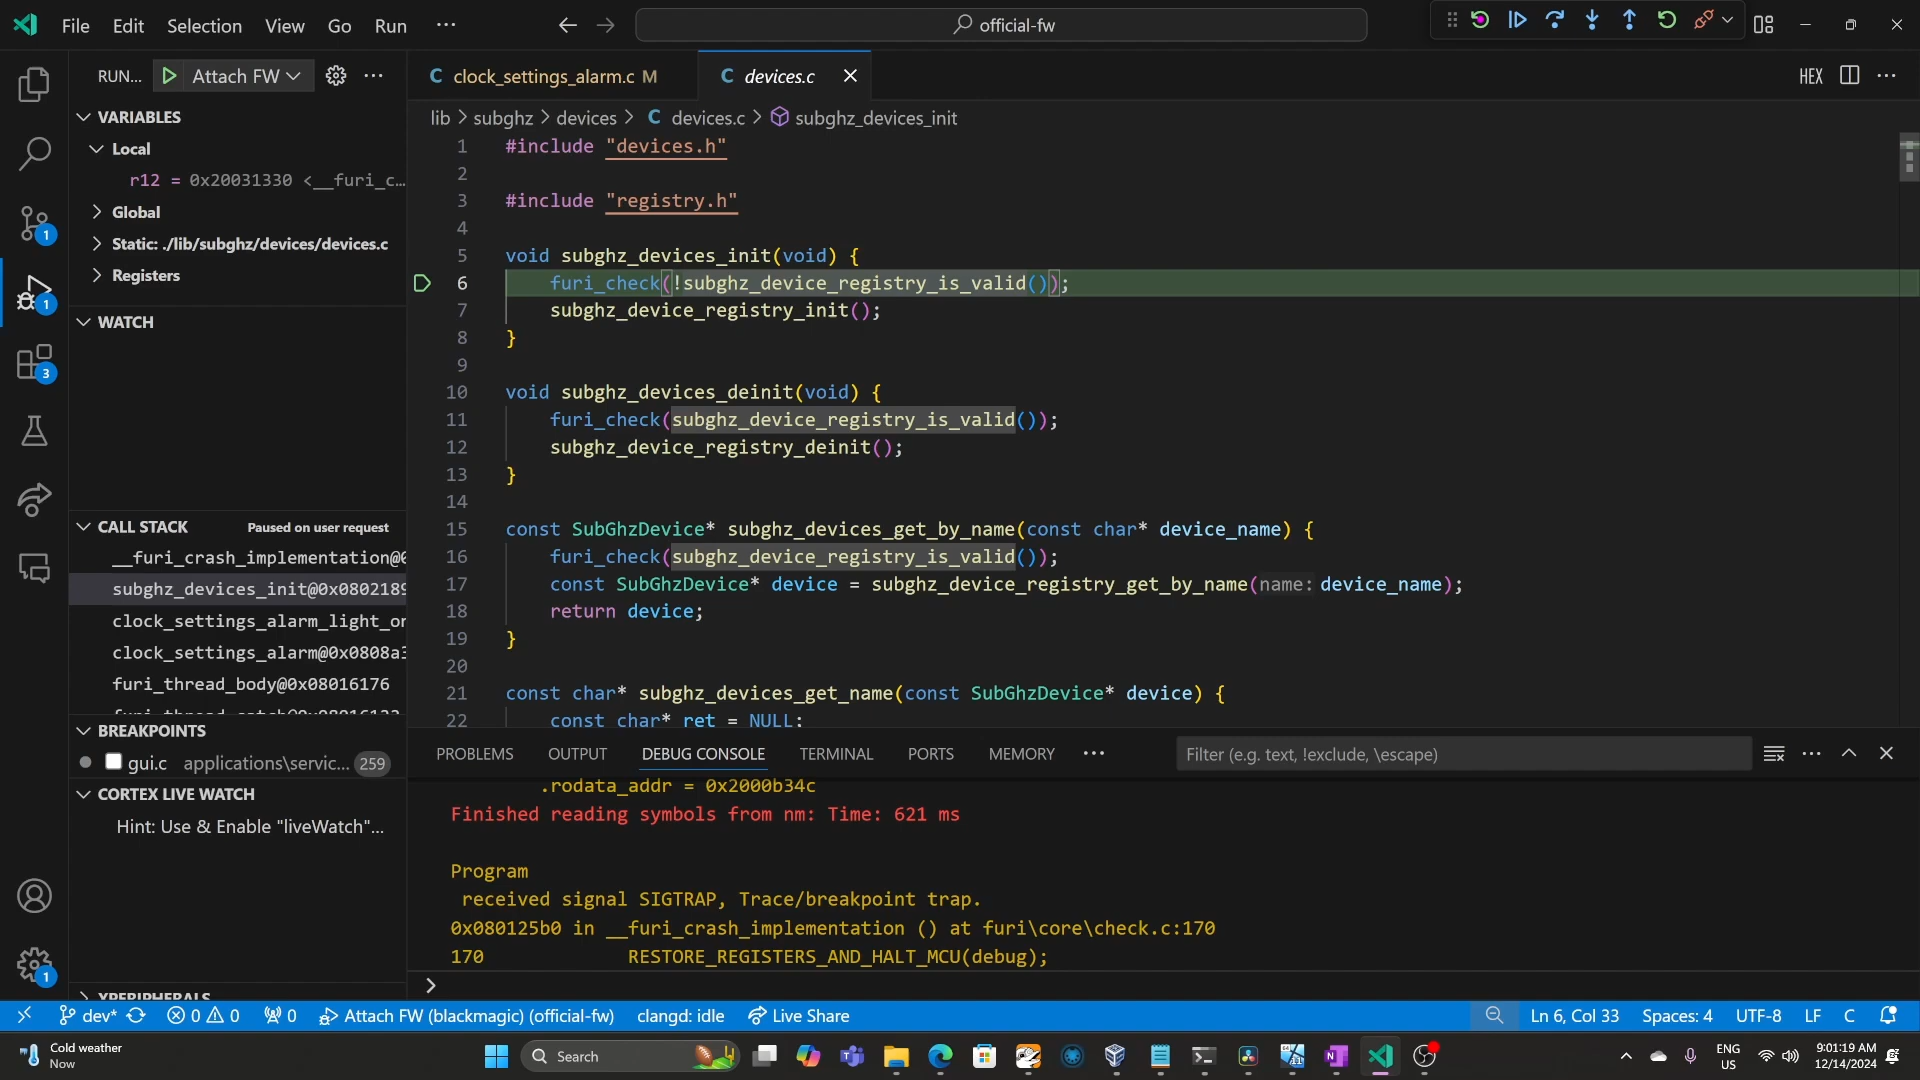 File Edit Selection View Go Run ··· official-fw
RUN... Attach FW
VARIABLES
Local
r12 = 0x20031330 <__furi_c...
Global
Static: ./lib/subghz/devices/devices.c
Registers
WATCH
CALL STACK Paused on user request
__furi_crash_implementation@0
subghz_devices_init@0x0802189
clock_settings_alarm_light_or
clock_settings_alarm@0x0808a3
furi_thread_body@0x08016176
BREAKPOINTS
gui.c applications\servic... 259
CORTEX LIVE WATCH
Hint: Use & Enable "liveWatch"...
XPERIPHERALS
1
1
3
1
C clock_settings_alarm.c M C devices.c HEX
lib > subghz > devices > C devices.c > subghz_devices_init
1 #include "devices.h"
2
3 #include "registry.h"
4
5 void subghz_devices_init(void) {
6 furi_check(!subghz_device_registry_is_valid());
7 subghz_device_registry_init();
8 }
9
10 void subghz_devices_deinit(void) {
11 furi_check(subghz_device_registry_is_valid());
12 subghz_device_registry_deinit();
13 }
14
15 const SubGhzDevice* subghz_devices_get_by_name(const char* device_name) {
16 furi_check(subghz_device_registry_is_valid());
17 const SubGhzDevice* device = subghz_device_registry_get_by_name(name: device_name);
18 return device;
19 }
20
21 const char* subghz_devices_get_name(const SubGhzDevice* device) {
22 const char* ret = NULL;
PROBLEMS OUTPUT DEBUG CONSOLE TERMINAL PORTS MEMORY ··· Filter (e.g. text, !exclude, \escape)
.rodata_addr = 0x2000b34c
Finished reading symbols from nm: Time: 621 ms
Program
received signal SIGTRAP, Trace/breakpoint trap.
0x080125b0 in __furi_crash_implementation () at furi\core\check.c:170
170 RESTORE_REGISTERS_AND_HALT_MCU(debug);
>
dev* 0 0 0 Attach FW (blackmagic) (official-fw) clangd: idle Live Share Ln 6, Col 33 Spaces: 4 UTF-8 LF C
Cold weather
Now
Search
ENG
US
9:01:19 AM
12/14/2024